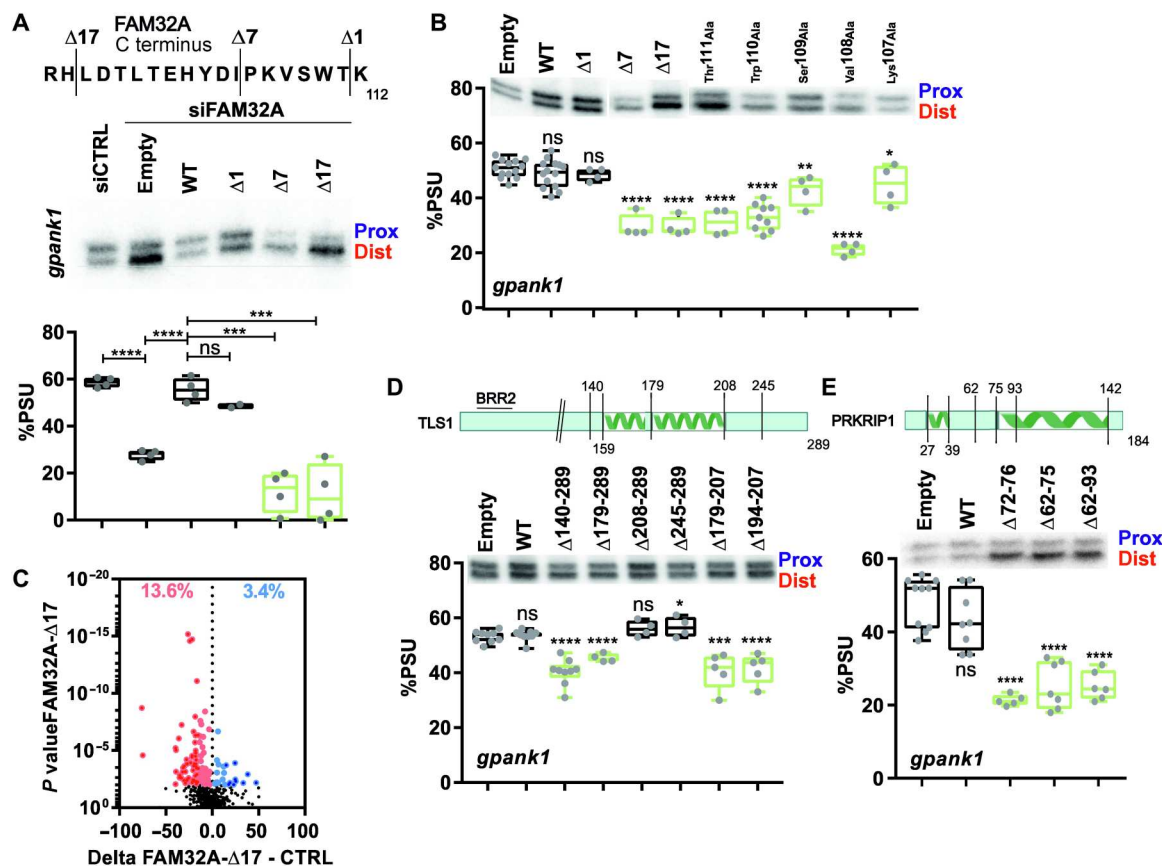 A
Δ17 FAM32A Δ7 Δ1
C terminus
RHLDTLTEHYDIPKVSWTK
112
siFAM32A
siCTRL Empty WT Δ1 Δ7 Δ17
gpank1
Prox
Dist
**** **** *** *** ns
%PSU
80
60
40
20
0
B
Empty WT Δ1 Δ7 Δ17 Thr111Ala Trp110Ala Ser109Ala Val108Ala Lys107Ala
Prox
Dist
ns ns **** **** **** **** ** **** *
%PSU
80
60
40
20
0
gpank1
C
13.6% 3.4%
P valueFAM32A-Δ17
10⁻²⁰
10⁻¹⁵
10⁻¹⁰
10⁻⁵
10⁰
−100 −50 0.0 50 100
Delta FAM32A-Δ17 - CTRL
D
BRR2
140 179 208 245
TLS1
159
289
Empty WT Δ140-289 Δ179-289 Δ208-289 Δ245-289 Δ179-207 Δ194-207
Prox
Dist
ns **** **** ns * *** ****
%PSU
80
60
40
20
0
gpank1
E
62 75 93 142
PRKRIP1
27 39 184
Empty WT Δ72-76 Δ62-75 Δ62-93
Prox
Dist
ns **** **** ****
%PSU
60
40
20
0
gpank1